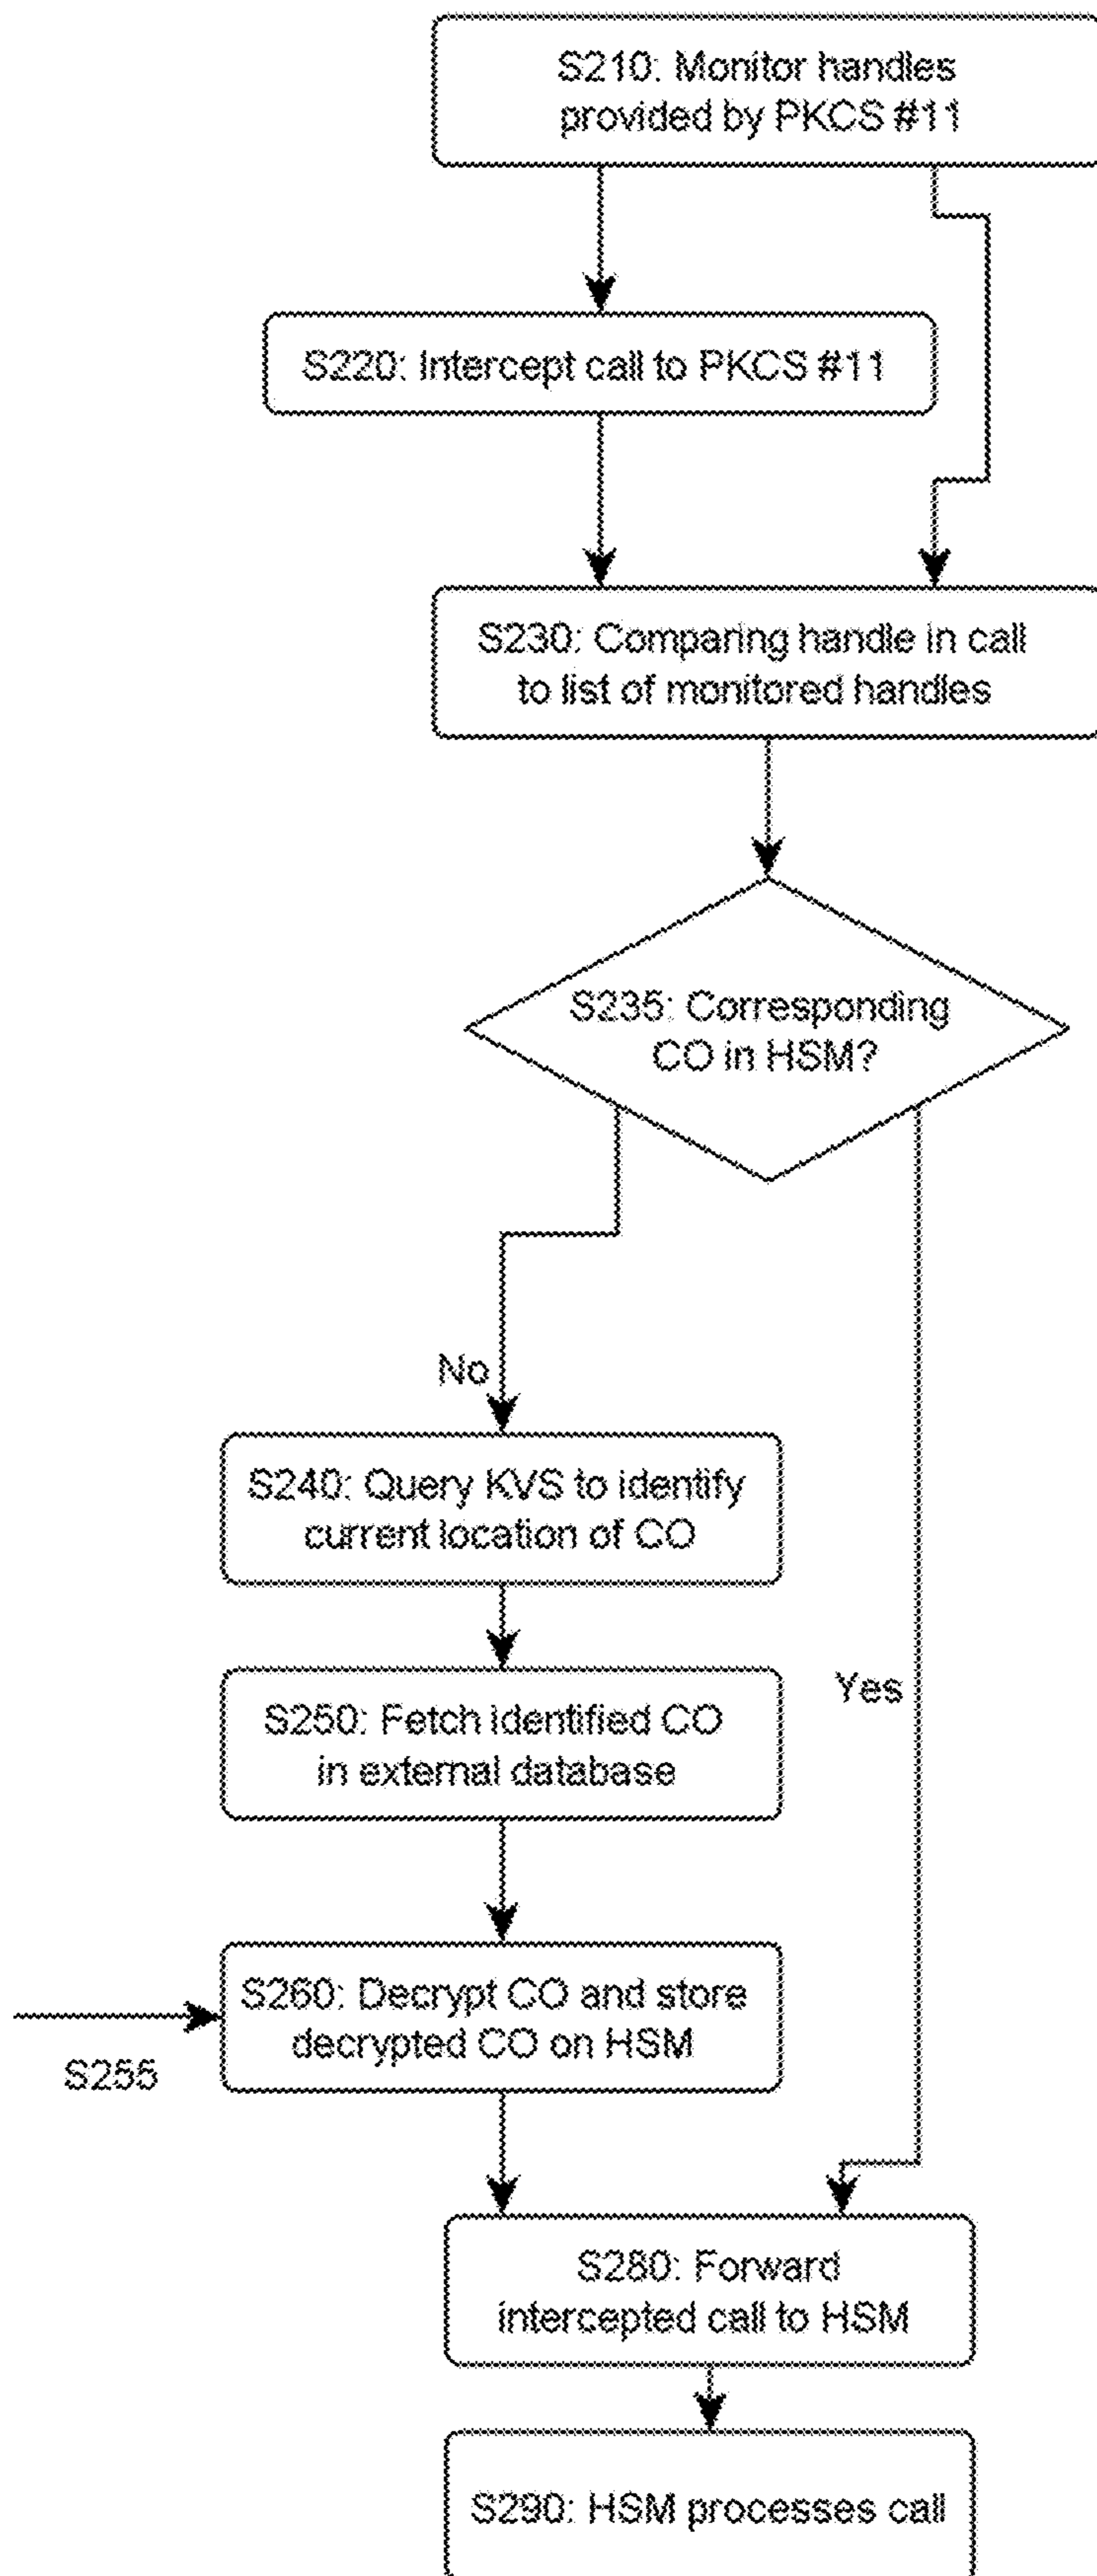 S210: Monitor handles
provided by PKCS #11
S220: Intercept call to PKCS #11
S230: Comparing handle in call
to list of monitored handles
S235: Corresponding
CO in HSM?
No
S240: Query KVS to identify
current location of CO
S250: Fetch identified CO
in external database
Yes
S260: Decrypt CO and store
decrypted CO on HSM
S255
S280: Forward
intercepted call to HSM
S290: HSM processes call